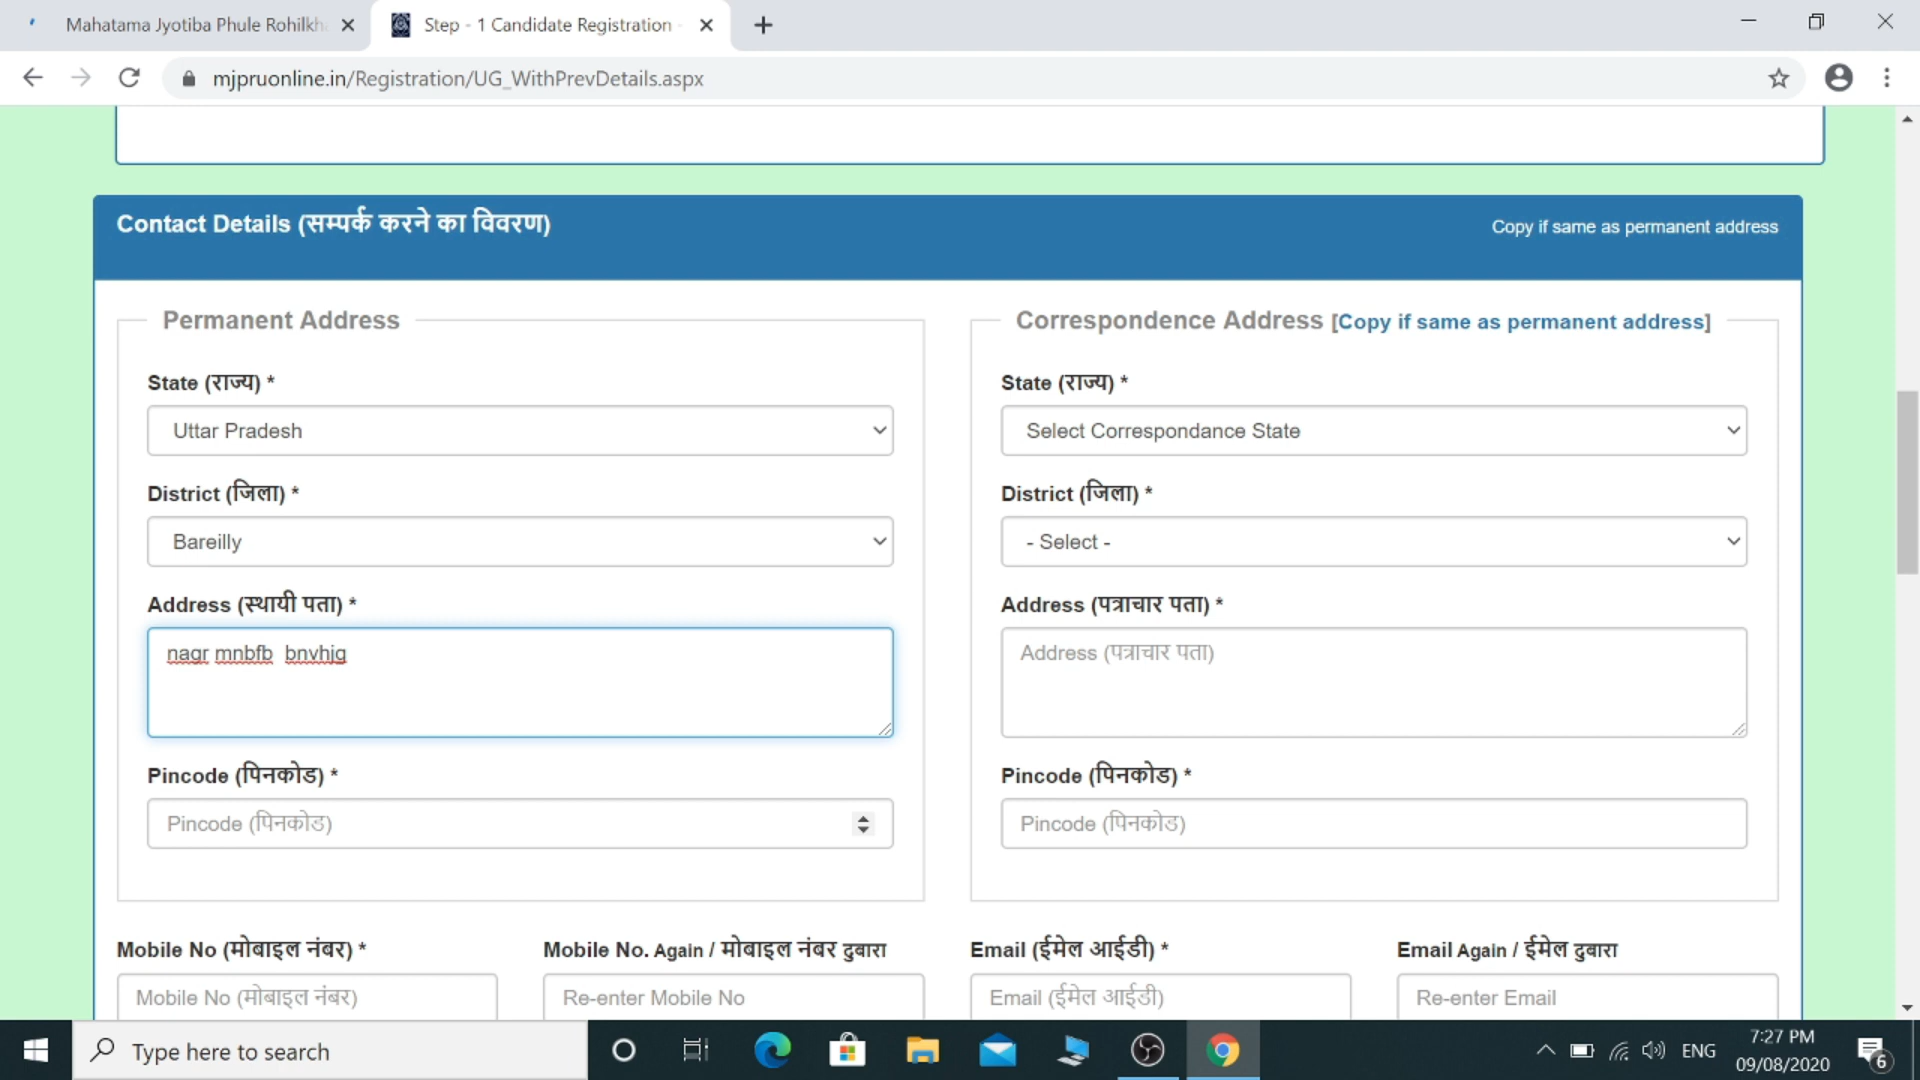 Mahatama Jyotiba Phule Rohilkh
Step - 1 Candidate Registration -
mjpruonline.in/Registration/UG_WithPrevDetails.aspx
Contact Details (सम्पर्क करने का विवरण)
Copy if same as permanent address
Permanent Address
Correspondence Address [Copy if same as permanent address]
State (राज्य) *
State (राज्य) *
Uttar Pradesh
Select Correspondance State
District (जिला) *
District (जिला) *
Bareilly
- Select -
Address (स्थायी पता) *
Address (पत्राचार पता) *
nagr mnbfb bnvhjg
Address (पत्राचार पता)
Pincode (पिनकोड) *
Pincode (पिनकोड) *
Pincode (पिनकोड)
Pincode (पिनकोड)
Mobile No (मोबाइल नंबर) *
Mobile No. Again / मोबाइल नंबर दुबारा
Email (ईमेल आईडी) *
Email Again / ईमेल दुबारा
Mobile No (मोबाइल नंबर)
Re-enter Mobile No
Email (ईमेल आईडी)
Re-enter Email
Type here to search
ENG
7:27 PM
09/08/2020
6